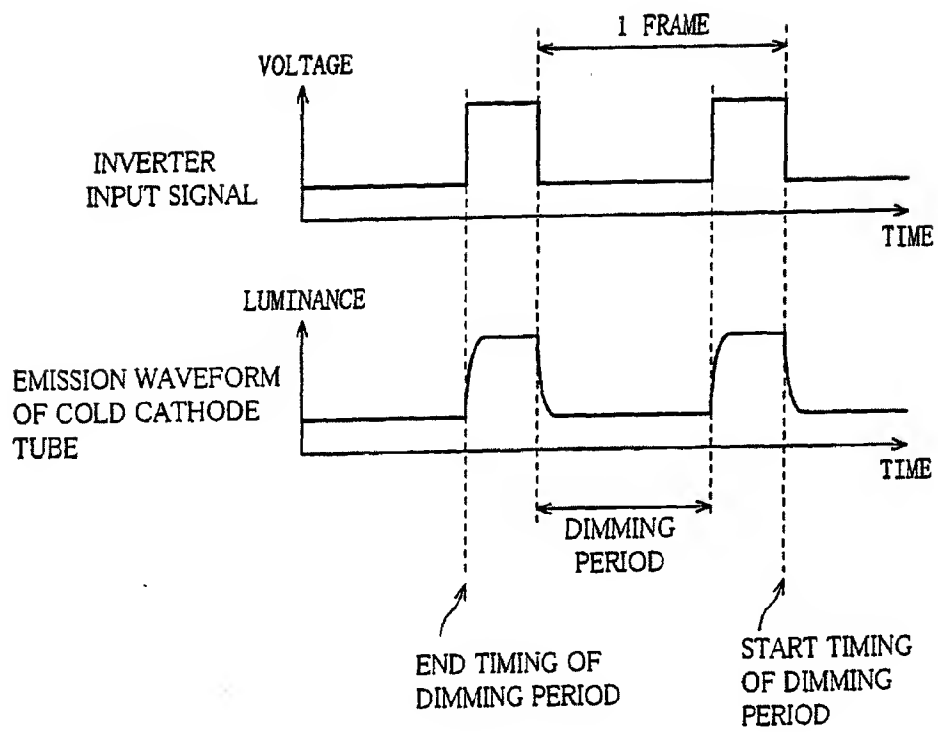 1 FRAME
VOLTAGE
INVERTER
INPUT SIGNAL
TIME
LUMINANCE
EMISSION WAVEFORM
OF COLD CATHODE
TUBE
TIME
DIMMING
PERIOD
END TIMING OF
DIMMING PERIOD
START TIMING
OF DIMMING
PERIOD